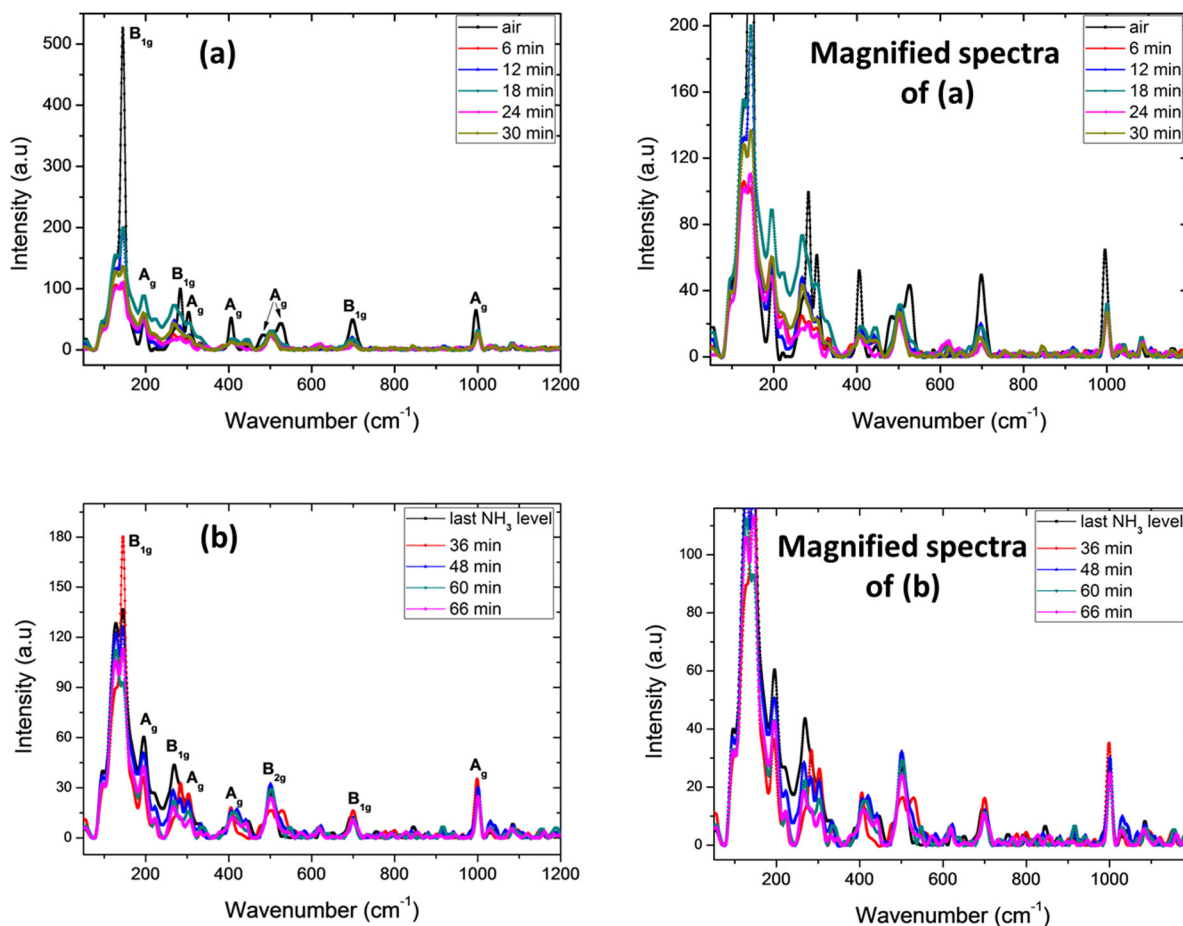 (a)
B1g
Ag
B1g
Ag
Ag
Ag
B1g
Ag
air
6 min
12 min
18 min
24 min
30 min
Intensity (a.u)
500
400
300
200
100
0
200 400 600 800 1000 1200
Wavenumber (cm-1)
Magnified spectra
of (a)
air
6 min
12 min
18 min
24 min
30 min
Intensity (a.u)
200
160
120
80
40
0
200 400 600 800 1000
Wavenumber (cm-1)
(b)
B1g
Ag
B1g
Ag
Ag
B2g
B1g
Ag
last NH3 level
36 min
48 min
60 min
66 min
Intensity (a.u)
180
150
120
90
60
30
0
200 400 600 800 1000 1200
Wavenumber (cm-1)
Magnified spectra
of (b)
last NH3 level
36 min
48 min
60 min
66 min
Intensity (a.u)
100
80
60
40
20
0
200 400 600 800 1000
Wavenumber (cm-1)